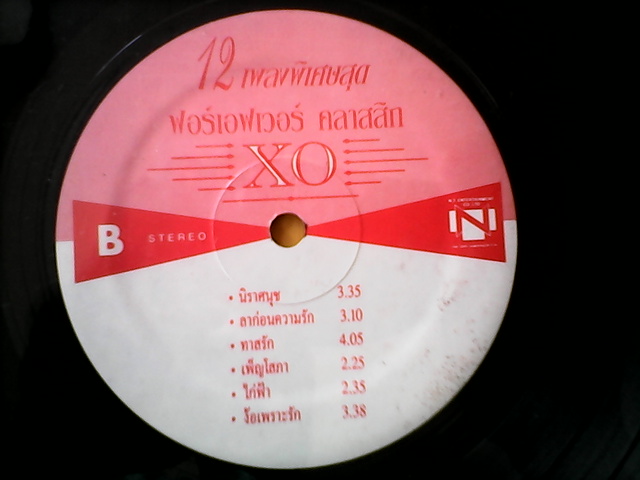 12 เพลงพิเศษสุด
ฟอร์เอฟเวอร์ คลาสสิก
XO
B STEREO
N
• นิราศนุช 3.35
• ลาก่อนความรัก 3.10
• ทาสรัก 4.05
• เพ็ญโสภา 2.25
• ไก่ฟ้า 2.35
• ง้อเพราะรัก 3.38